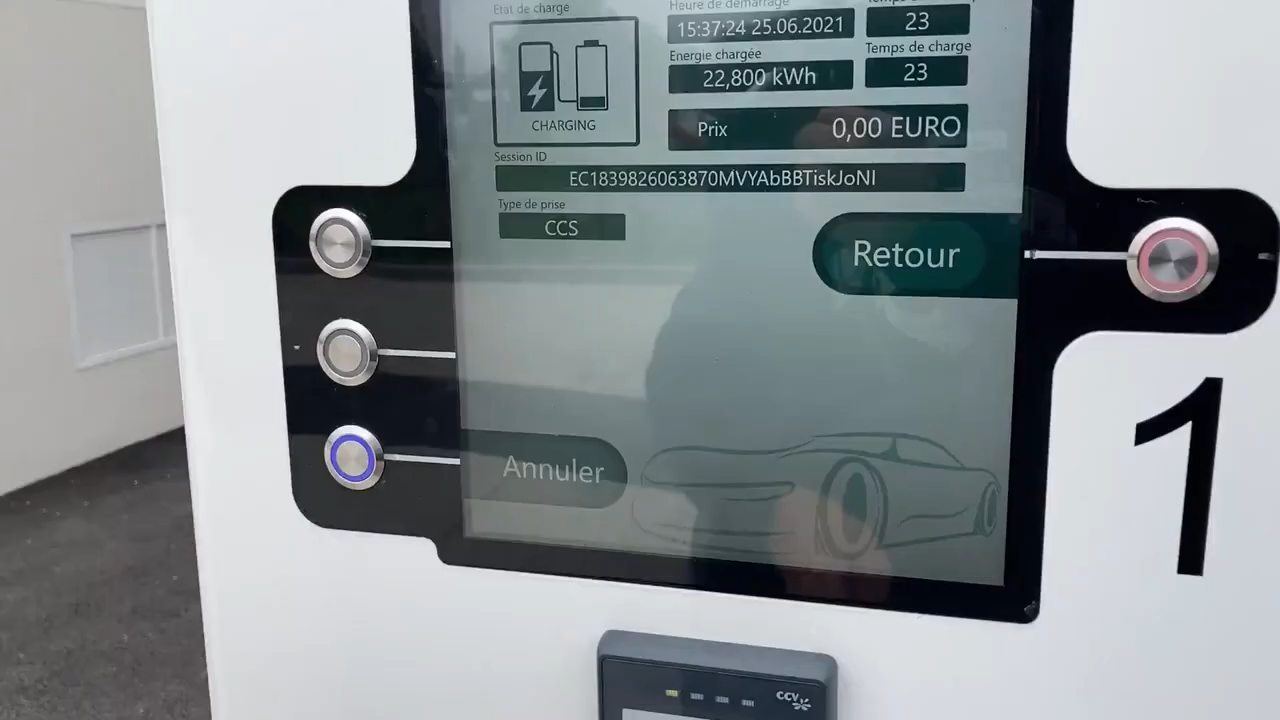 Etat de charge
Heure de démarrage
15:37:24 25.06.2021
23
Energie chargée
Temps de charge
22,800 kWh
23
CHARGING
Prix
0,00 EURO
Session ID
EC1839826063870MVYAbBBTiskJoNI
Type de prise
CCS
Retour
Annuler
1
CCV